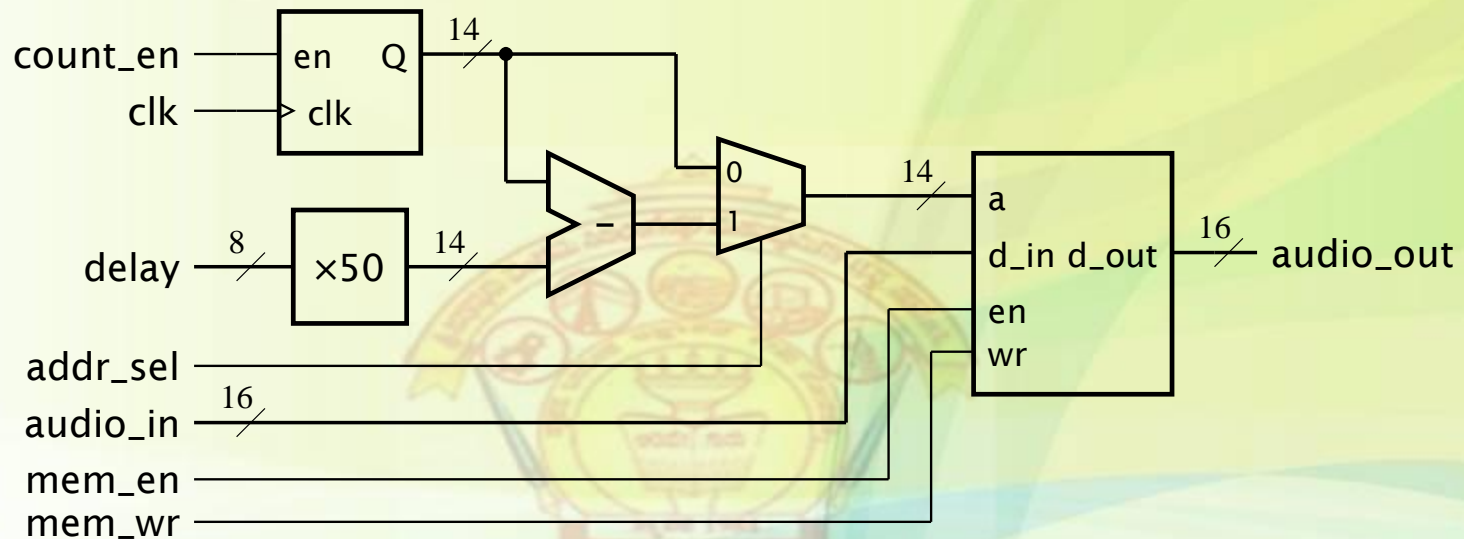 count_en
clk
en Q
clk
14
0
1
−
14
a
d_in d_out
en
wr
16
audio_out
delay
8
×50
14
addr_sel
16
audio_in
mem_en
mem_wr